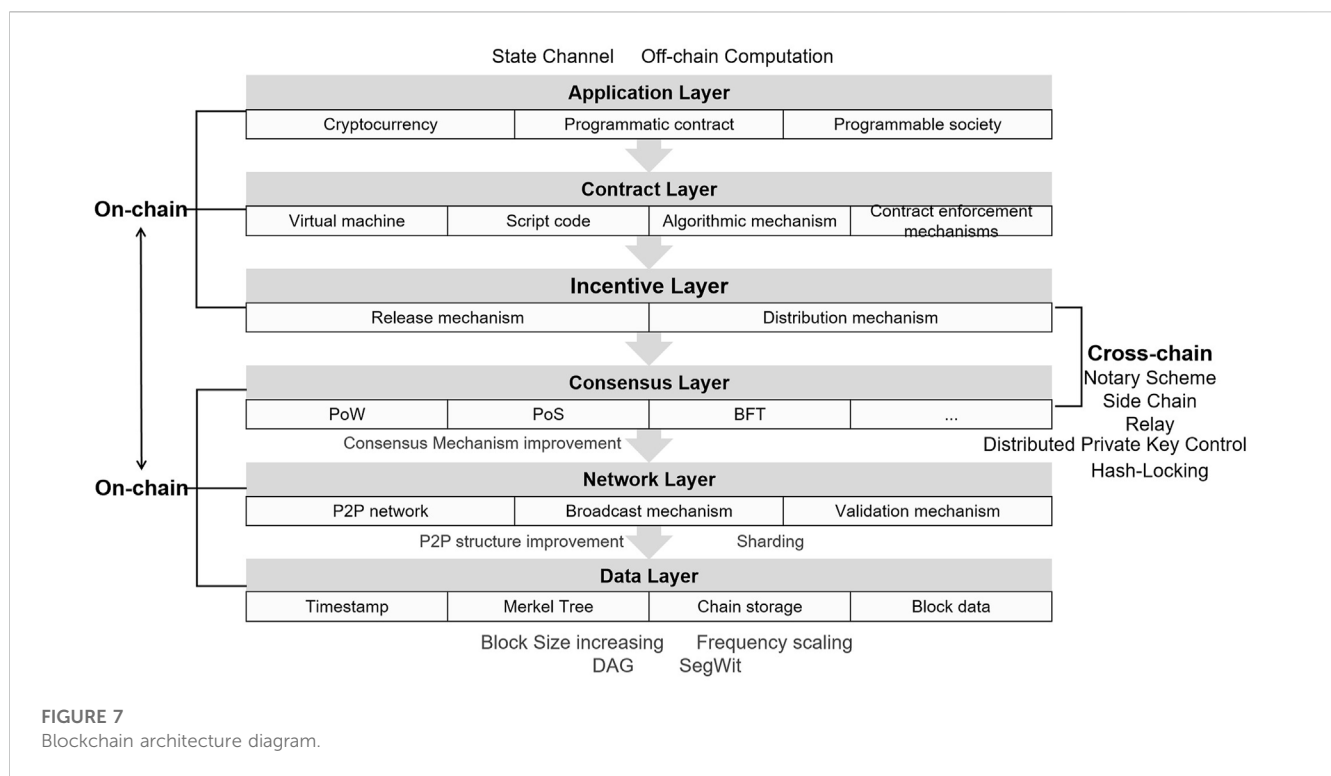 State Channel Off-chain Computation
Application Layer
Cryptocurrency Programmatic contract Programmable society
Contract Layer
On-chain
Virtual machine Script code Algorithmic mechanism Contract enforcement mechanisms
Incentive Layer
Release mechanism Distribution mechanism
Cross-chain
Notary Scheme
Side Chain
Relay
Distributed Private Key Control
Hash-Locking
Consensus Layer
PoW PoS BFT ...
Consensus Mechanism improvement
On-chain
Network Layer
P2P network Broadcast mechanism Validation mechanism
P2P structure improvement Sharding
Data Layer
Timestamp Merkel Tree Chain storage Block data
Block Size increasing Frequency scaling
DAG SegWit
FIGURE 7
Blockchain architecture diagram.